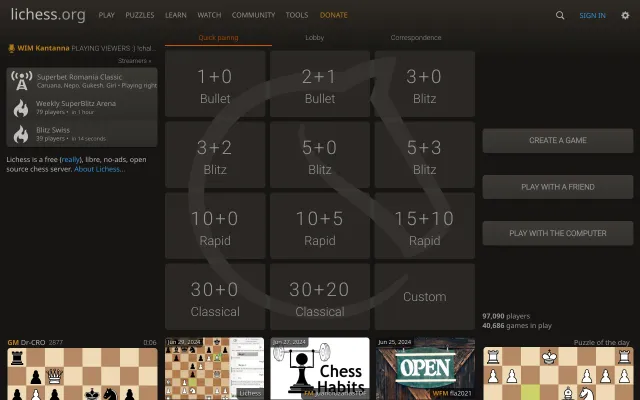 lichess.org PLAY PUZZLES LEARN WATCH COMMUNITY TOOLS DONATE SIGN IN
Quick pairing Lobby Correspondence
WIM Kantanna PLAYING VIEWERS :) !chal…
Streamers »
Superbet Romania Classic
Caruana, Nepo, Gukesh, Giri • Playing right
Weekly SuperBlitz Arena
79 players • in 1 hour
Blitz Swiss
39 players • in 14 seconds
Lichess is a free (really), libre, no-ads, open
source chess server. About Lichess...
1+0
Bullet
2+1
Bullet
3+0
Blitz
3+2
Blitz
5+0
Blitz
5+3
Blitz
10+0
Rapid
10+5
Rapid
15+10
Rapid
30+0
Classical
30+20
Classical
Custom
CREATE A GAME
PLAY WITH A FRIEND
PLAY WITH THE COMPUTER
97,090 players
40,686 games in play
GM Dr-CRO 2877 0:06
Jun 29, 2024
Lichess
Jun 27, 2024
Chess
Habits
Jun 25, 2024
OPEN
WFM fla2021
Puzzle of the day